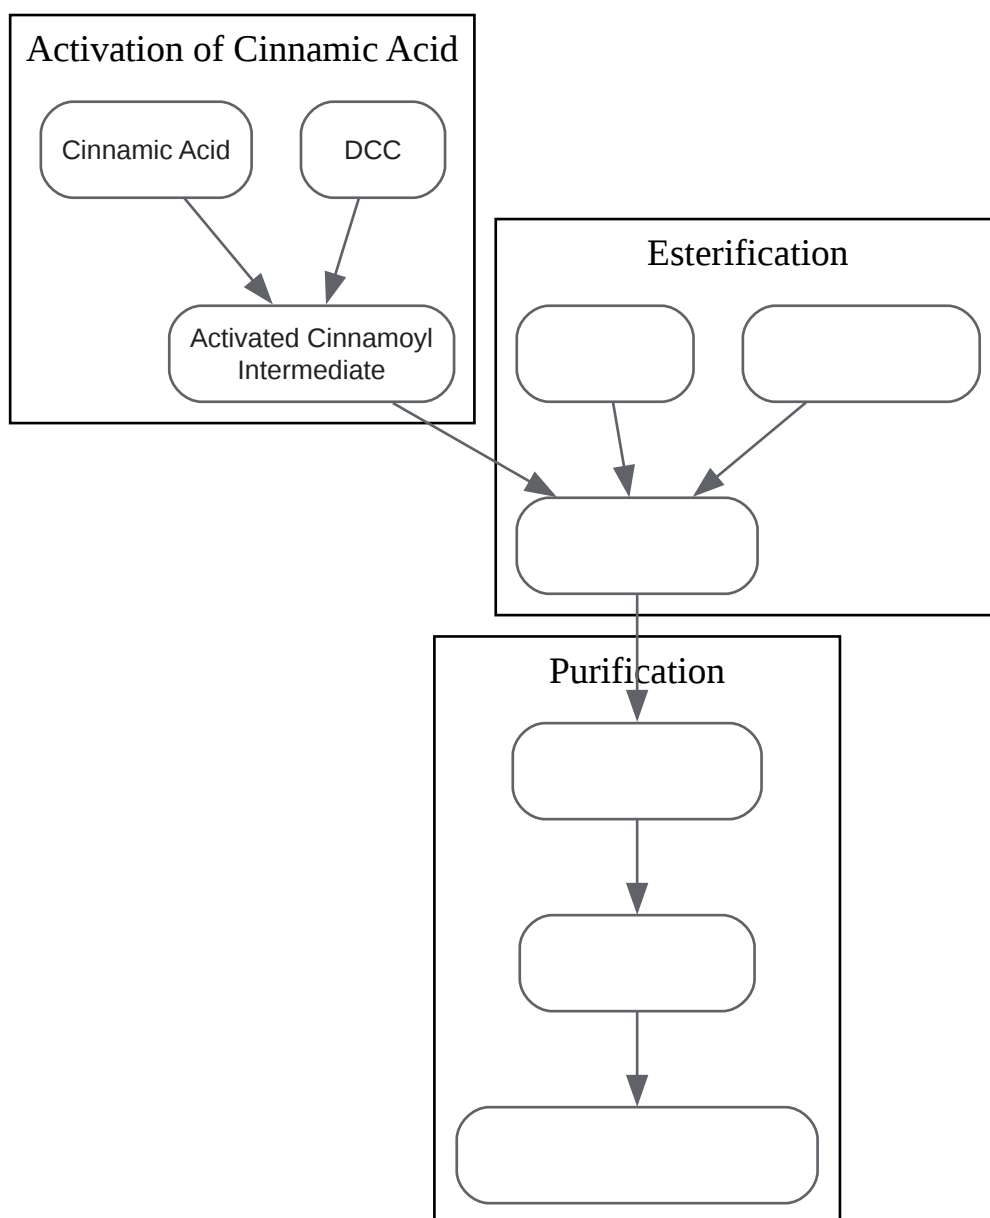 Activation of Cinnamic Acid
Cinnamic Acid
DCC
Activated Cinnamoyl
Intermediate
Esterification
Purification